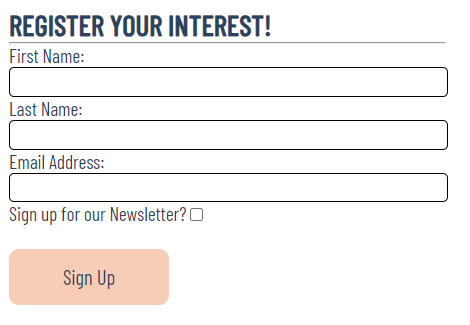 REGISTER YOUR INTEREST!
First Name:
Last Name:
Email Address:
Sign up for our Newsletter?
Sign Up